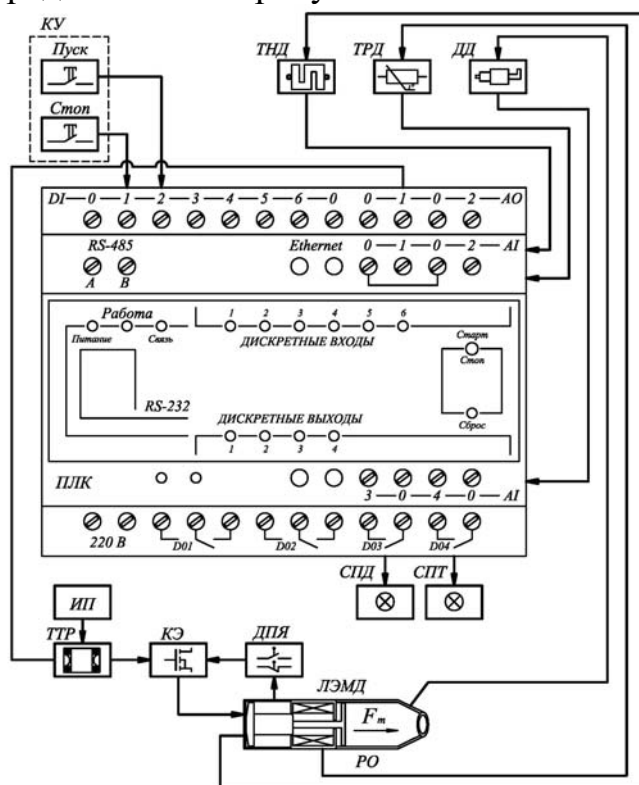 КУ
Пуск
Стоп
ТНД ТРД ДД
DI—0—1—2—3—4—5—6—0 0—1—0—2—AO
RS-485 Ethernet 0—1—0—2—AI
A B
Работа 1 2 3 4 5 6
Питание Связь ДИСКРЕТНЫЕ ВХОДЫ
Старт
Стоп
RS-232
ДИСКРЕТНЫЕ ВЫХОДЫ
1 2 3 4
Сброс
ПЛК
3—0—4—0—AI
220 В D01 D02 D03 D04
СПД СПТ
ИП
ТТР КЭ ДПЯ
ЛЭМД
Fт
РО